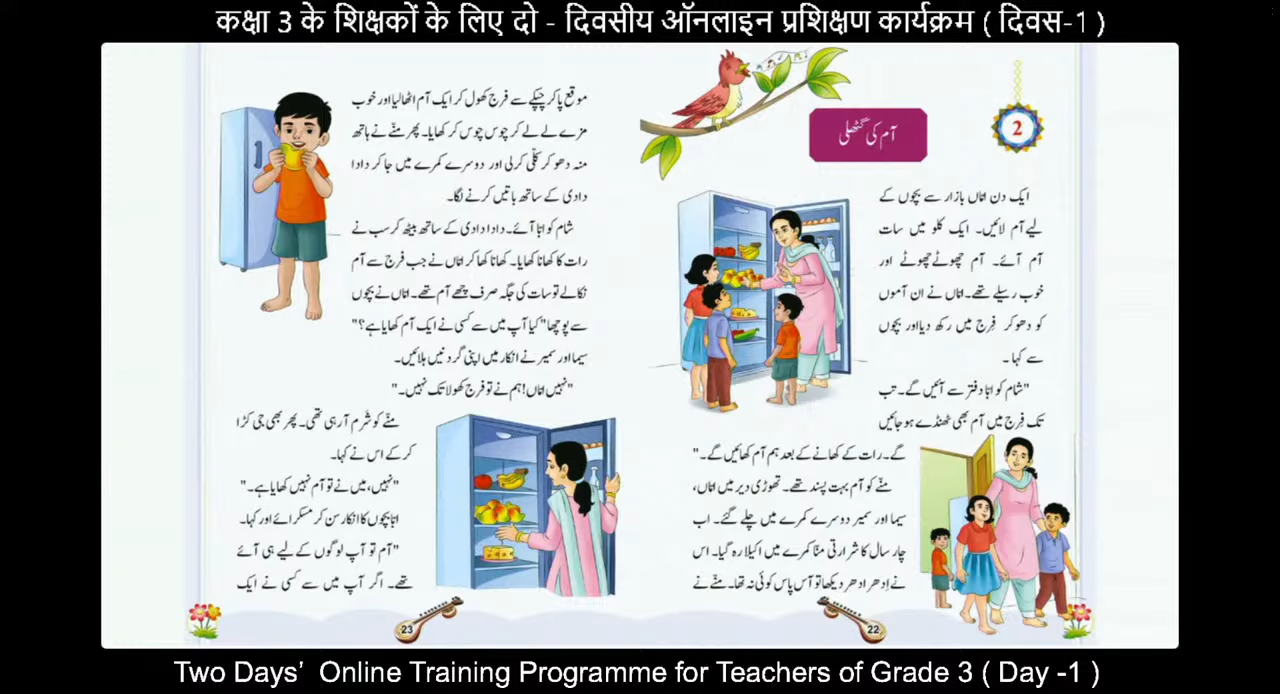 कक्षा 3 के शिक्षकों के लिए दो - दिवसीय ऑनलाइन प्रशिक्षण कार्यक्रम ( दिवस-1 )
2
آم کی گٹھلی
ایک دن امّاں بازار سے بچّوں کے
لیے آم لائیں۔ ایک کلو میں سات
آم آئے۔ آم چھوٹے چھوٹے اور
خوب رسیلے تھے۔ امّاں نے ان آموں
کو دھو کر فِرِج میں رکھ دیا اور بچوں
سے کہا۔
"شام کو ابّا دفتر سے آئیں گے۔ تب
تک فِرِج میں آم بھی ٹھنڈے ہو جائیں
گے۔ رات کے کھانے کے بعد ہم آم کھائیں گے۔"
منّے کو آم بہت پسند تھے۔ تھوڑی دیر میں امّاں،
سیما اور سمیر دوسرے کمرے میں چلے گئے۔ اب
چار سال کا شرارتی منّا کمرے میں اکیلا رہ گیا۔ اس
نے اِدھر اُدھر دیکھا تو آس پاس کوئی نہ تھا۔ منّے نے
22
موقع پا کر چپکے سے فرج کھول کر ایک آم اٹھا لیا اور خوب
مزے لے لے کر چوس چوس کر کھایا۔ پھر منّے نے ہاتھ
منہ دھو کر کلّی کرلی اور دوسرے کمرے میں جا کر دادا
دادی کے ساتھ باتیں کرنے لگا۔
شام کو ابّا آئے۔ دادا دادی کے ساتھ بیٹھ کر سب نے
رات کا کھانا کھایا۔ کھانا کھا کر امّاں نے جب فرج سے آم
نکالے تو سات کی جگہ صرف چھے آم تھے۔ امّاں نے بچوں
سے پوچھا "کیا آپ میں سے کسی نے ایک آم کھایا ہے؟"
سیما اور سمیر نے انکار میں اپنی گردنیں ہلائیں۔
"نہیں امّاں! ہم نے تو فرج کھولا تک نہیں۔"
منّے کو شَرم آرہی تھی۔ پھر بھی جی کڑا
کر کے اس نے کہا۔
"نہیں، میں نے تو آم نہیں کھایا ہے۔"
ابّا بچوں کا انکار سن کر مسکرائے اور کہا۔
"آم تو آپ لوگوں کے لیے ہی آئے
تھے۔ اگر آپ میں سے کسی نے ایک
23
Two Days’ Online Training Programme for Teachers of Grade 3 ( Day -1 )